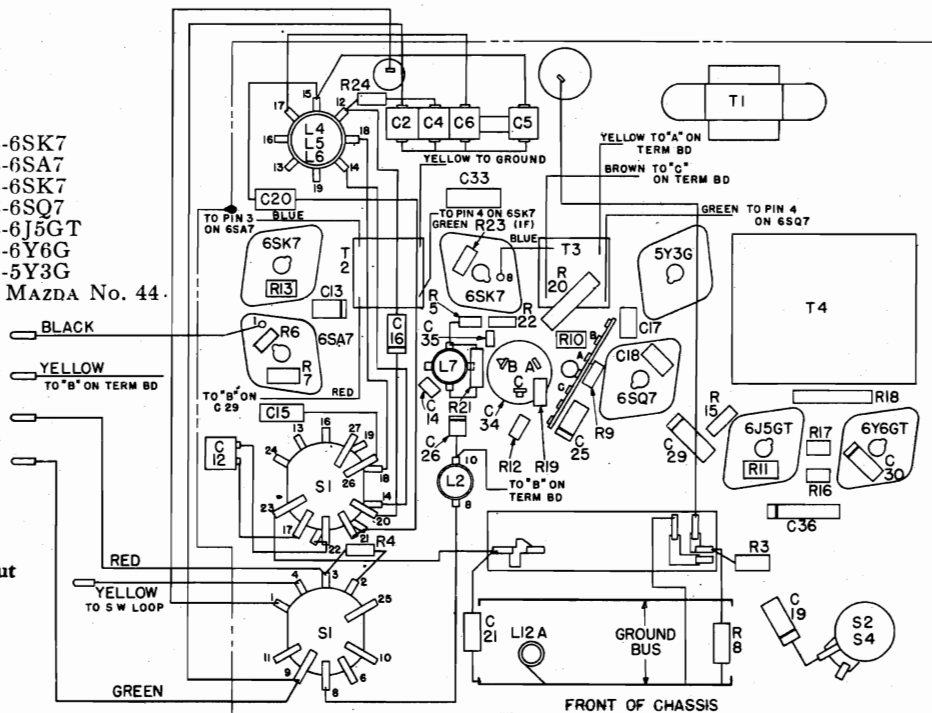 -6SK7
-6SA7
-6SK7
-6SQ7
-6J5GT
-6Y6G
-5Y3G
MAZDA No. 44
BLACK
YELLOW
TO "B" ON TERM BD
RED
YELLOW
TO S W LOOP
GREEN
ut
15
17
12
R24
16
L4
L5
L6
18
13
14
19
C2
C4
C6
C5
YELLOW TO GROUND
T1
YELLOW TO "A" ON
TERM BD
BROWN TO "C"
ON TERM BD
C20
C33
TO PIN 3
ON 6SA7
BLUE
TO PIN 4 ON 6SK7
GREEN (IF)
R23
BLUE
GREEN TO PIN 4
ON 6SQ7
6SK7
R13
T
2
C13
6SK7
8
T3
R
20
5Y3G
T4
1
R6
6SA7
R
7
C
16
R
5
R
22
C
35
R10
C17
B
A
C
C18
6SQ7
L7
B A
C
R9
TO "B" ON
C 29
RED
C
14
R21
C
34
R19
C15
C
26
R12
C
25
R
15
C
29
R18
6J5GT
R11
R17
R16
6Y6GT
C
30
C
12
13
16
27
19
24
26
18
S1
23
14
20
17
22
21
10
L2
8
TO "B" ON
TERM BD
C36
R4
R3
4
3
2
1
25
S1
11
10
9
8
6
C
21
L12A
GROUND
BUS
R
8
C
19
S2
S4
FRONT OF CHASSIS